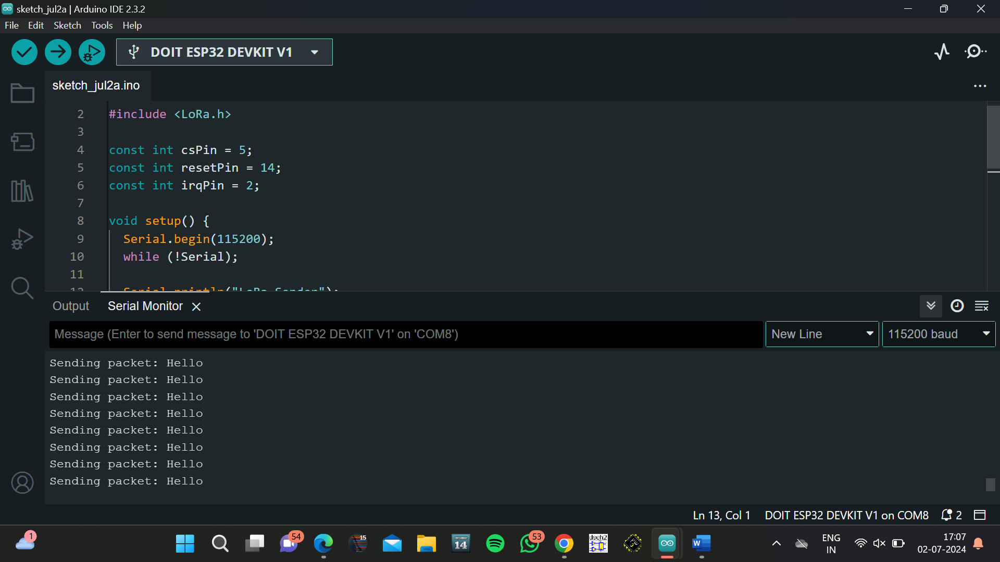 sketch_jul2a | Arduino IDE 2.3.2
File Edit Sketch Tools Help
DOIT ESP32 DEVKIT V1
sketch_jul2a.ino
2 #include <LoRa.h>
3
4 const int csPin = 5;
5 const int resetPin = 14;
6 const int irqPin = 2;
7
8 void setup() {
9 Serial.begin(115200);
10 while (!Serial);
11
12 Serial.println("LoRa Sender");
Output Serial Monitor
Message (Enter to send message to 'DOIT ESP32 DEVKIT V1' on 'COM8')
New Line
115200 baud
Sending packet: Hello
Sending packet: Hello
Sending packet: Hello
Sending packet: Hello
Sending packet: Hello
Sending packet: Hello
Sending packet: Hello
Sending packet: Hello
Ln 13, Col 1 DOIT ESP32 DEVKIT V1 on COM8 2
1
54
15
14
53
dsch2
W
ENG
IN
17:07
02-07-2024